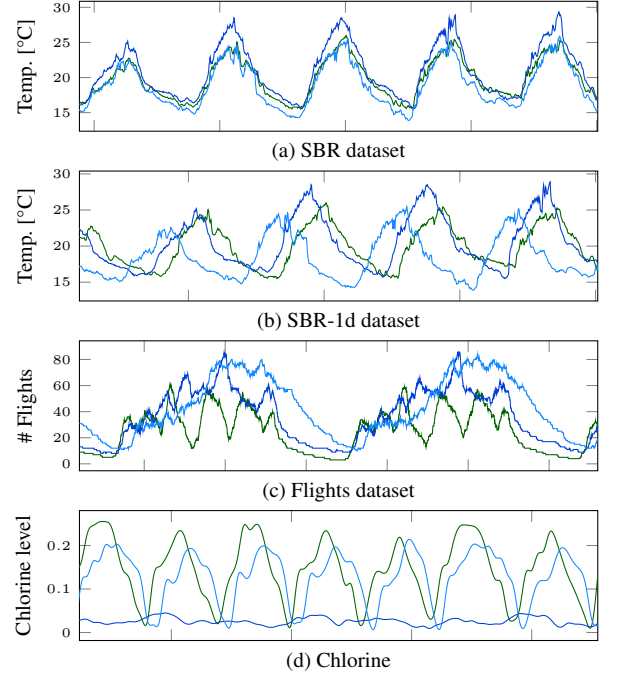 30
25
20
15
Temp. [°C]
(a) SBR dataset
30
25
20
15
Temp. [°C]
(b) SBR-1d dataset
80
60
40
20
0
# Flights
(c) Flights dataset
0.2
0.1
0
Chlorine level
(d) Chlorine